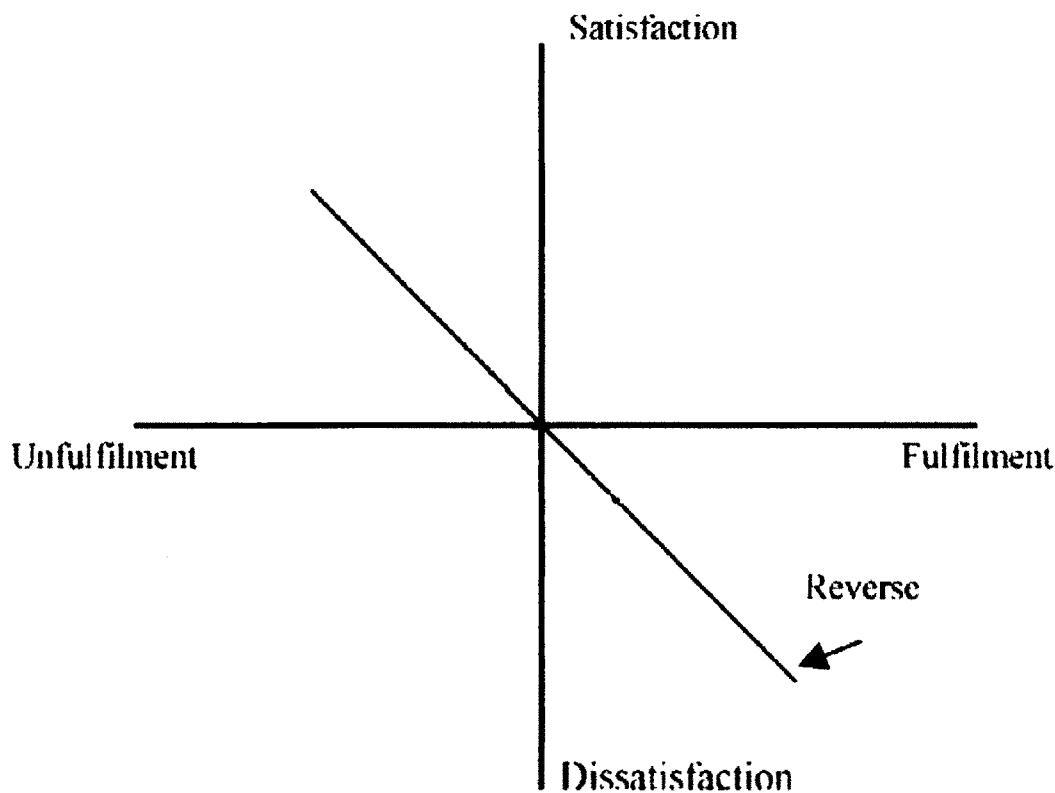 Satisfaction
Unfulfilment
Fulfilment
Reverse
Dissatisfaction